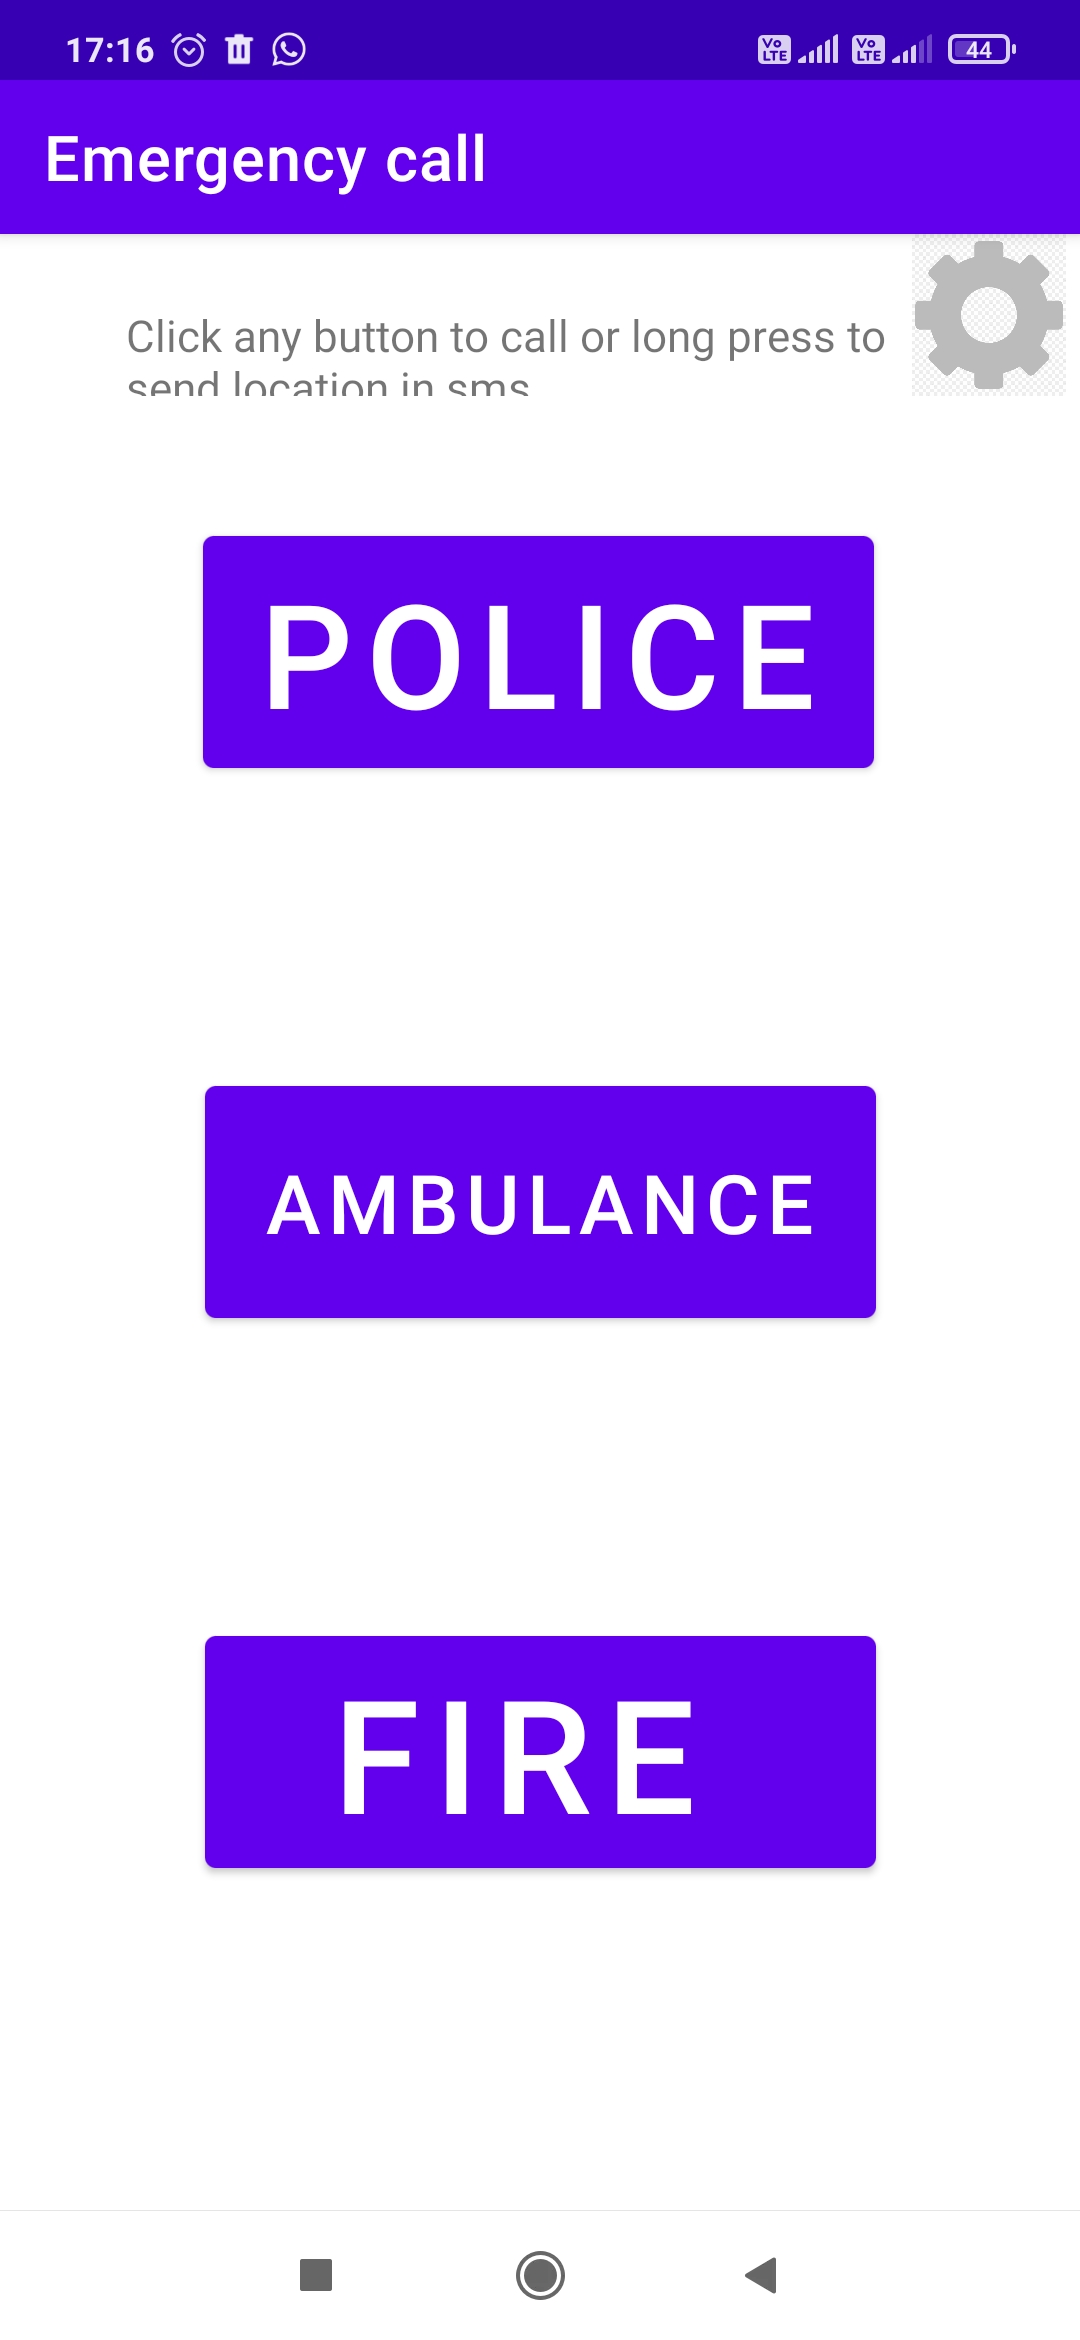 17:16 Vo LTE Vo LTE 44
Emergency call
Click any button to call or long press to
send location in sms
POLICE
AMBULANCE
FIRE